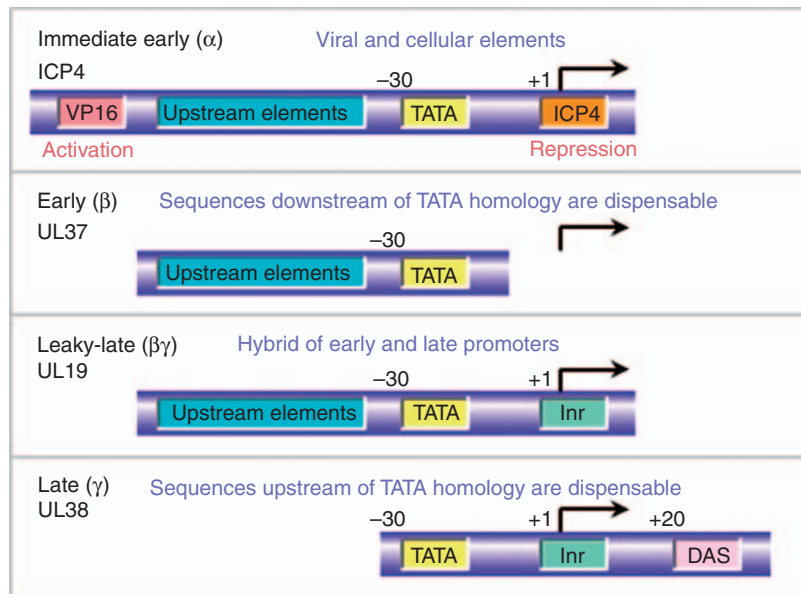 Immediate early (α) Viral and cellular elements
ICP4 –30 +1
VP16 Upstream elements TATA ICP4
Activation Repression
Early (β) Sequences downstream of TATA homology are dispensable
UL37 –30
Upstream elements TATA
Leaky-late (βγ) Hybrid of early and late promoters
UL19 –30 +1
Upstream elements TATA Inr
Late (γ) Sequences upstream of TATA homology are dispensable
UL38 –30 +1 +20
TATA Inr DAS